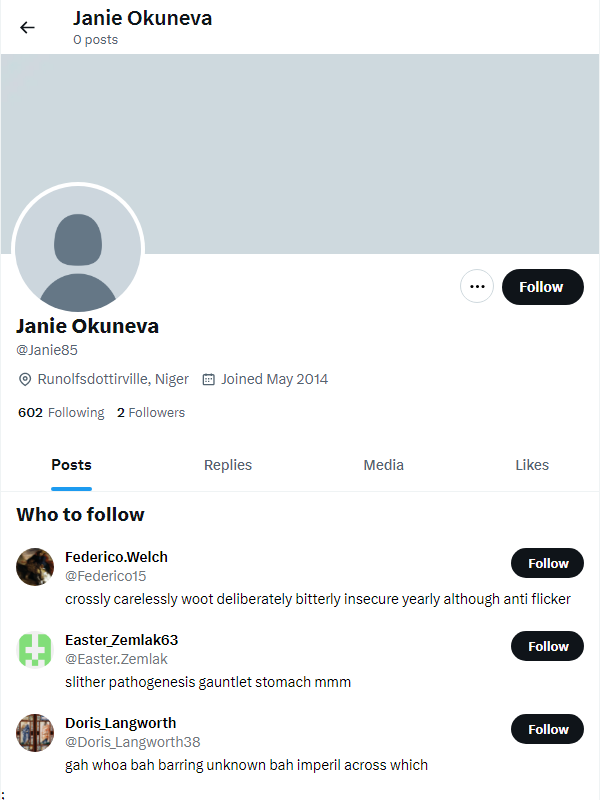 Janie Okuneva
0 posts
Follow
Janie Okuneva
@Janie85
Runolfsdottirville, Niger Joined May 2014
602 Following 2 Followers
Posts Replies Media Likes
Who to follow
Federico.Welch
@Federico15
Follow
crossly carelessly woot deliberately bitterly insecure yearly although anti flicker
Easter_Zemlak63
@Easter.Zemlak
Follow
slither pathogenesis gauntlet stomach mmm
Doris_Langworth
@Doris_Langworth38
Follow
gah whoa bah barring unknown bah imperil across which
;